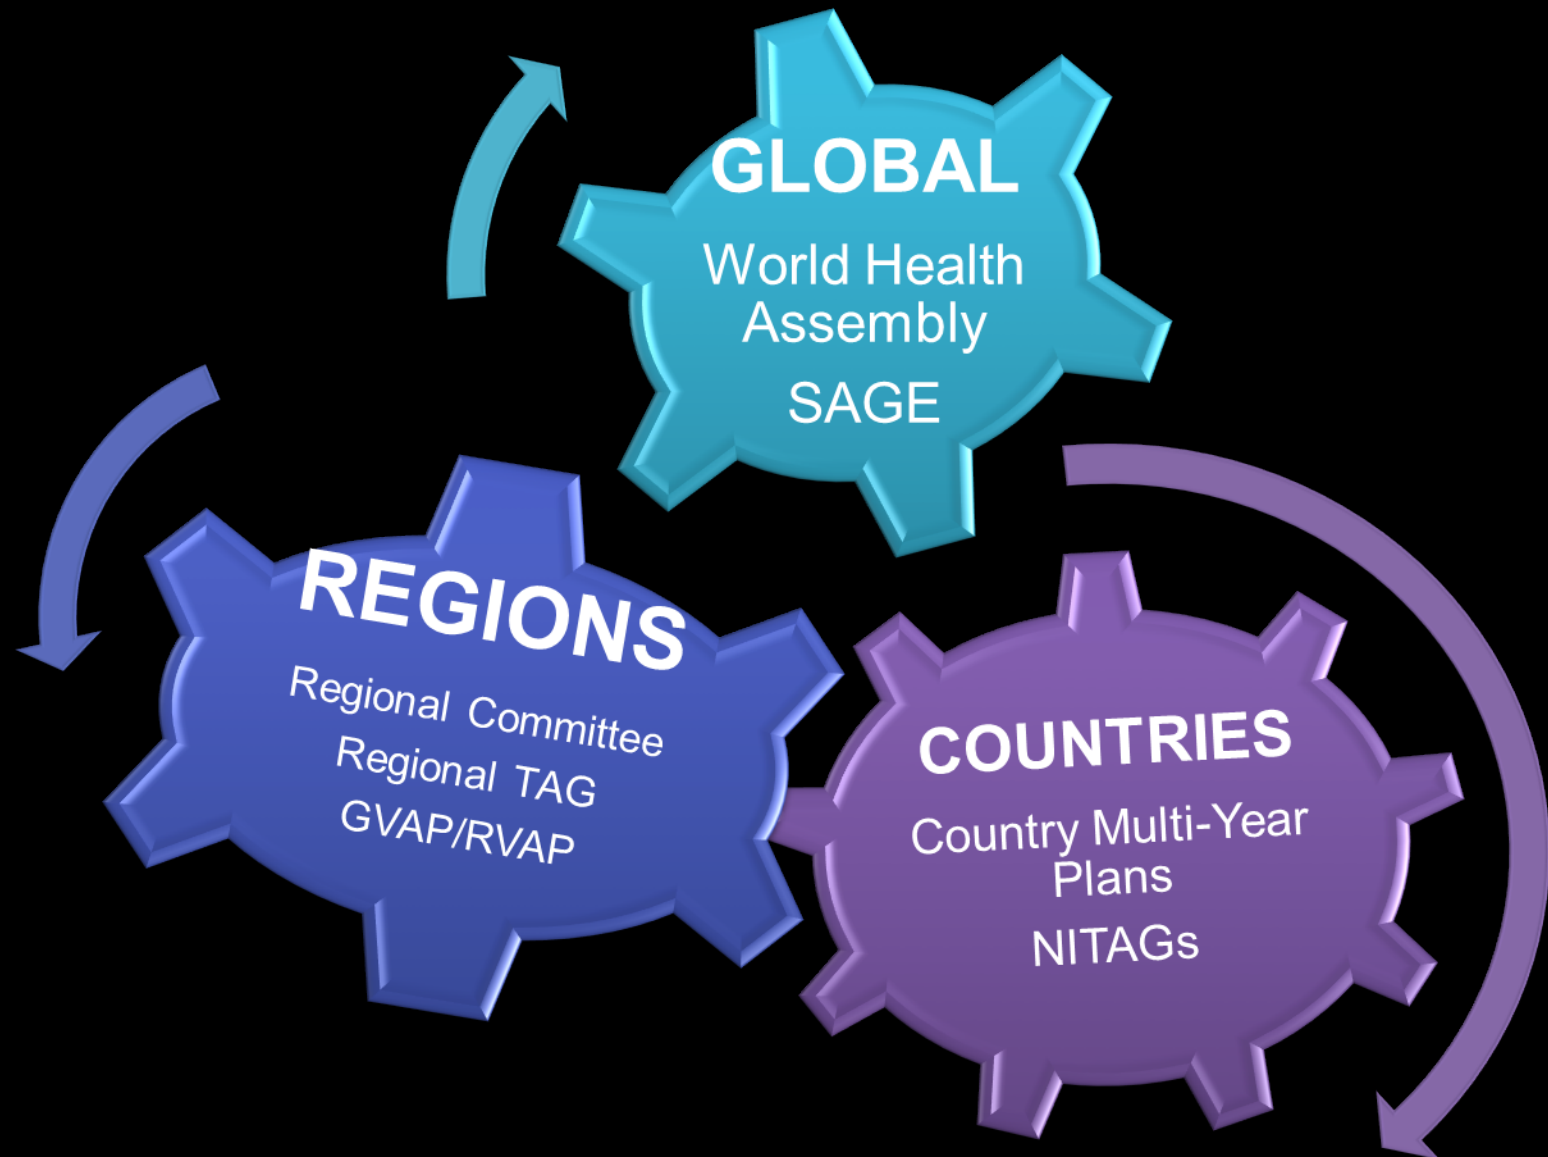 GLOBAL
World Health
Assembly
SAGE
REGIONS
Regional Committee
Regional TAG
GVAP/RVAP
COUNTRIES
Country Multi-Year
Plans
NITAGs